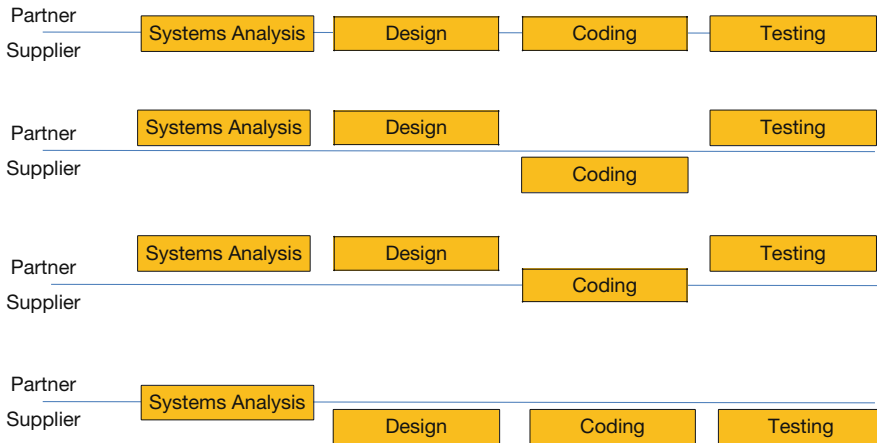 Partner
Systems Analysis Design Coding Testing
Supplier
Systems Analysis Design Testing
Partner
Supplier
Coding
Systems Analysis Design Testing
Partner
Coding
Supplier
Partner
Systems Analysis
Supplier
Design Coding Testing